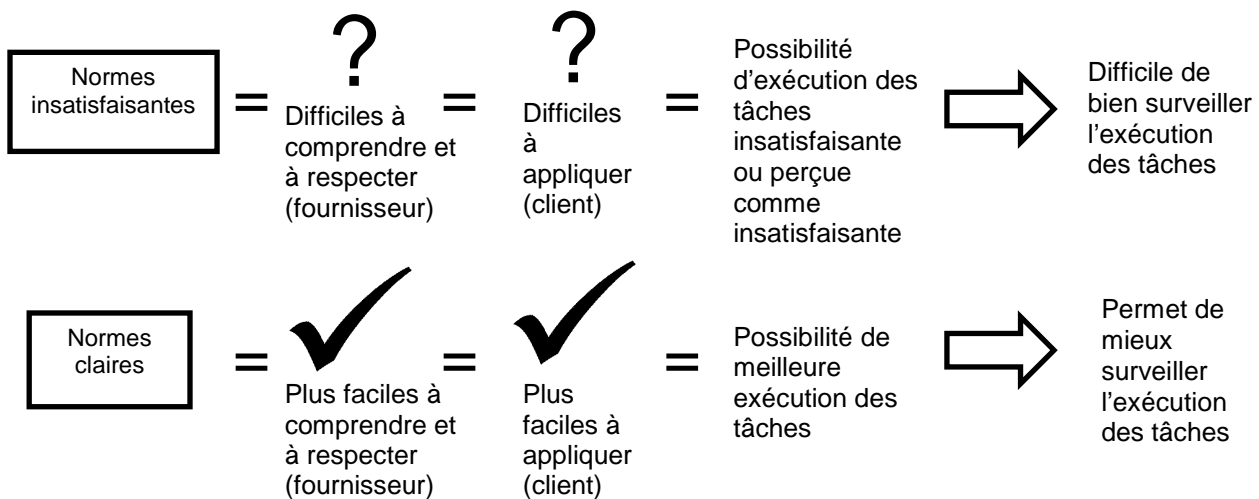 Normes
insatisfaisantes
=
?
Difficiles à
comprendre et
à respecter
(fournisseur)
=
?
Difficiles
à
appliquer
(client)
=
Possibilité
d'exécution des
tâches
insatisfaisante
ou perçue
comme
insatisfaisante
Difficile de
bien surveiller
l’exécution
des tâches
Normes
claires
=
Plus faciles à
comprendre et
à respecter
(fournisseur)
=
Plus
faciles à
appliquer
(client)
=
Possibilité de
meilleure
exécution des
tâches
Permet de
mieux
surveiller
l’exécution
des tâches